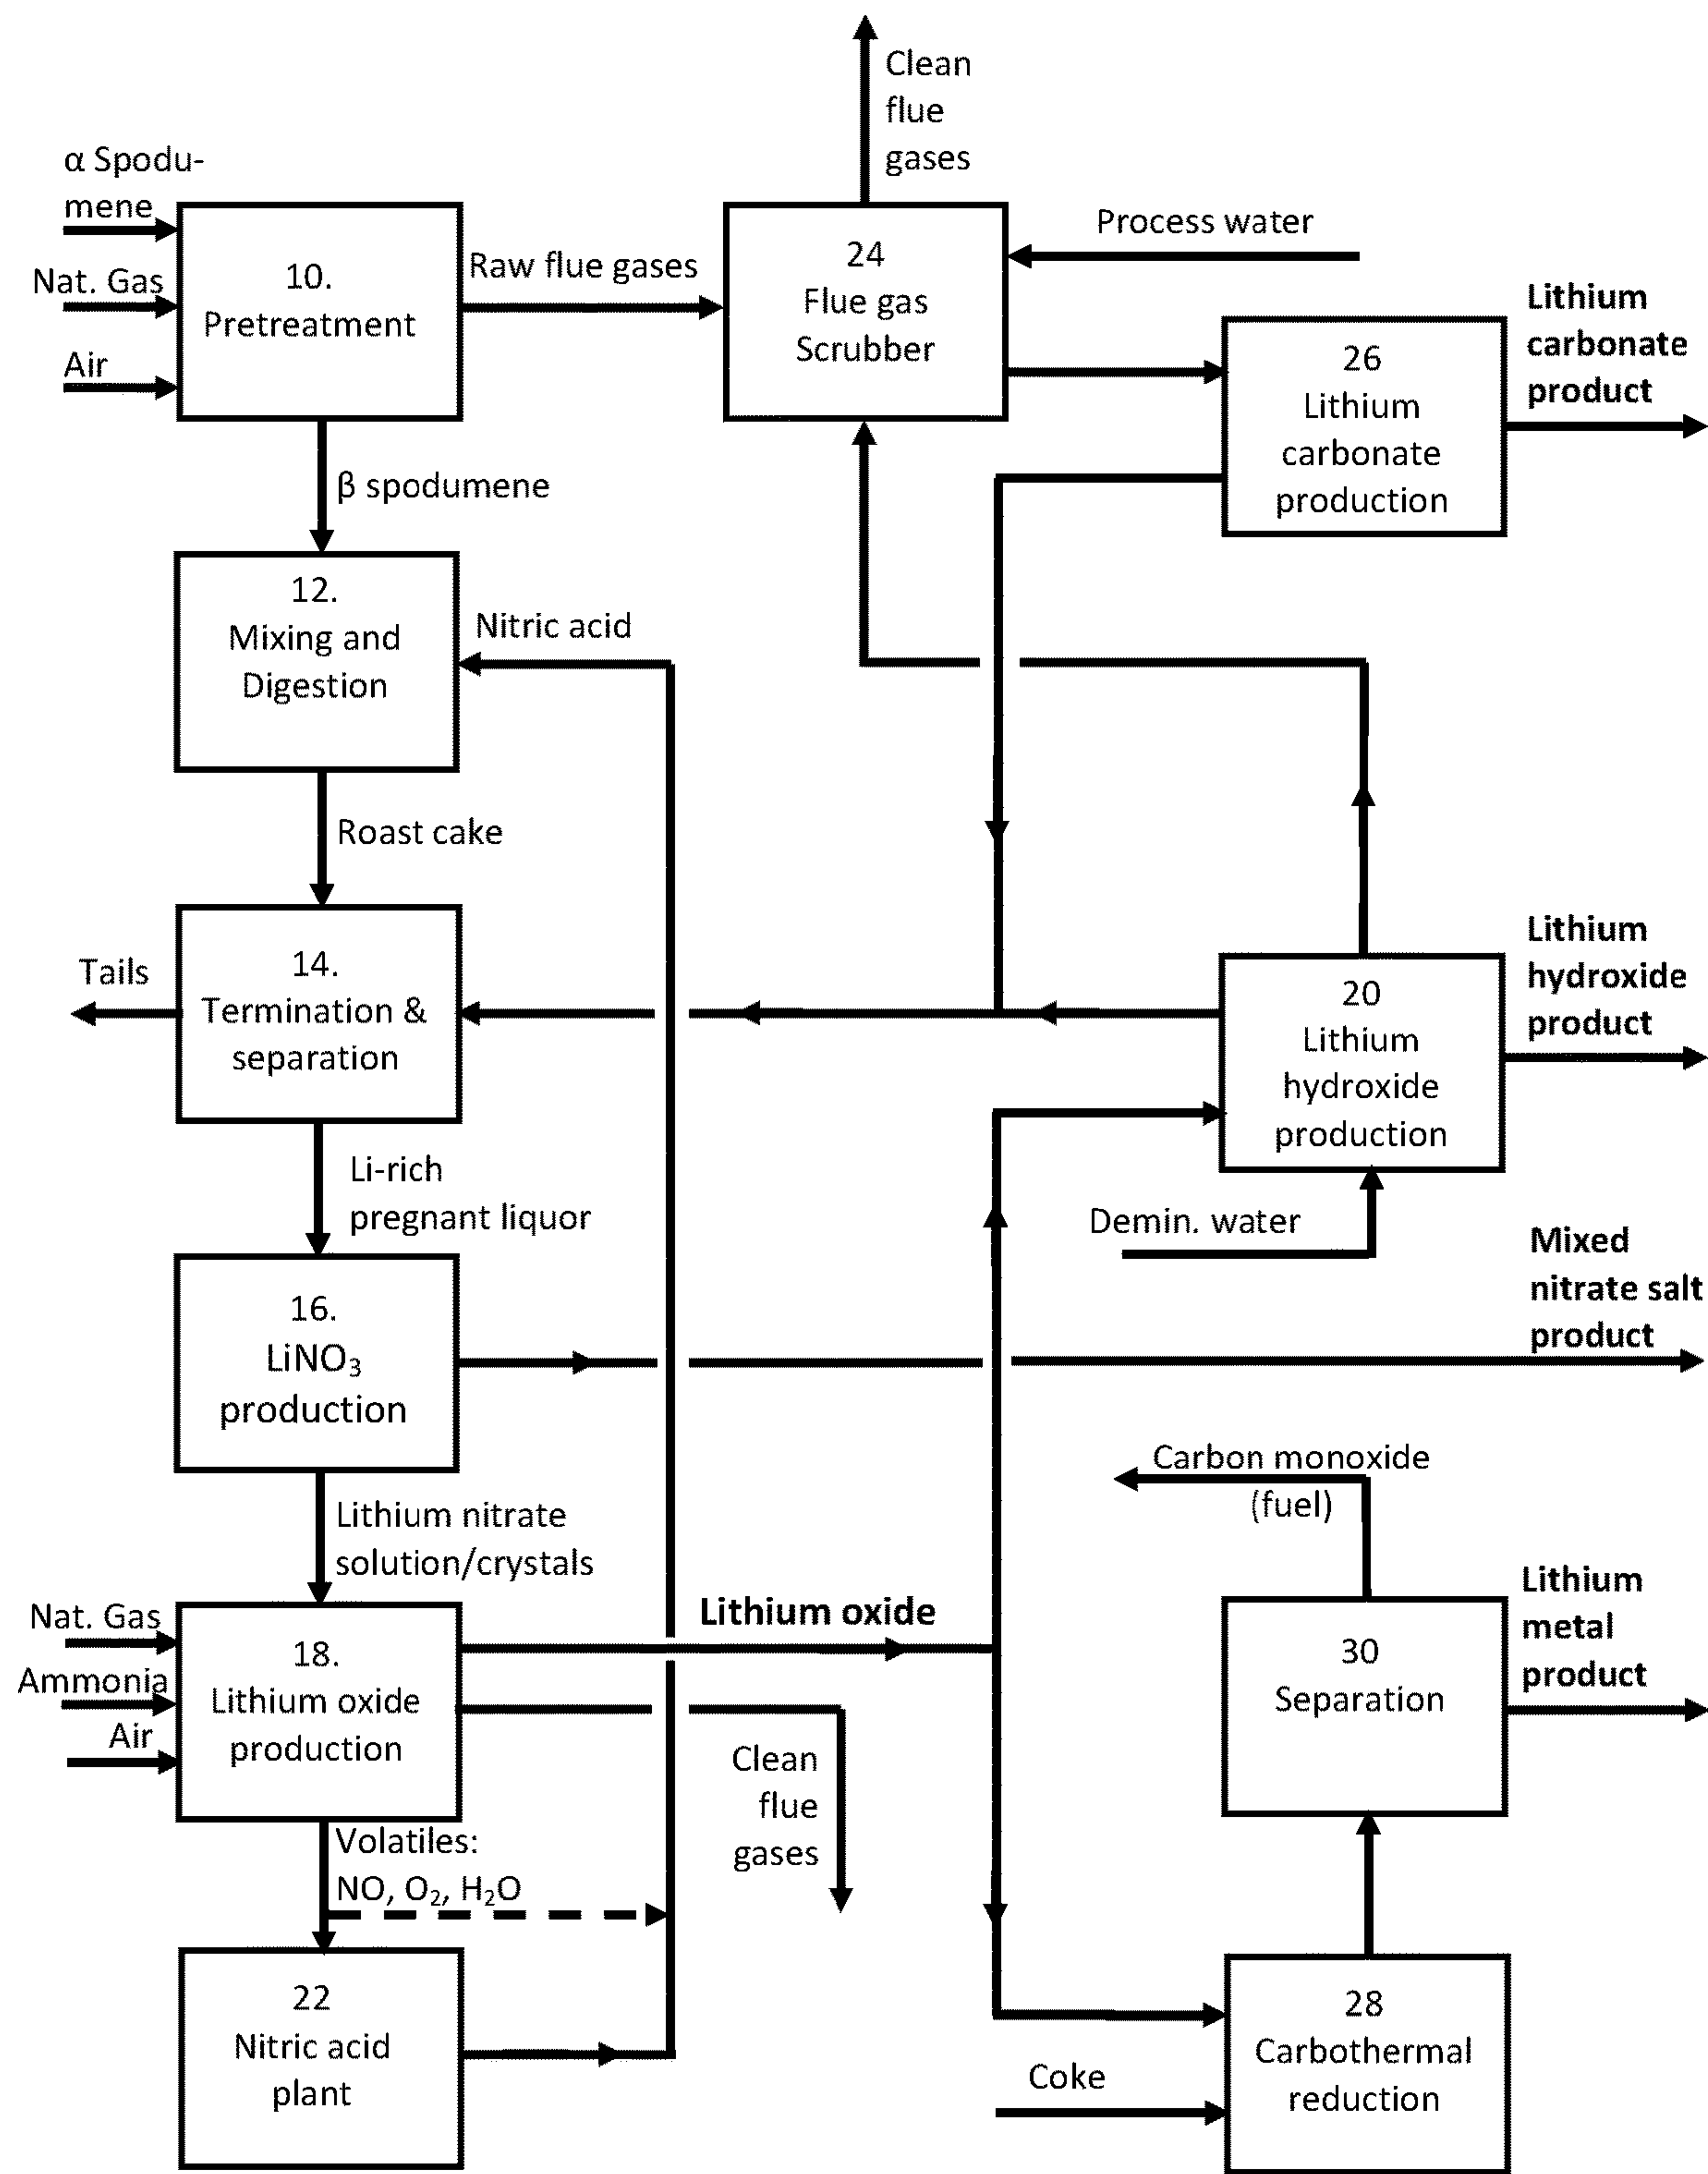 Clean
flue
gases
α Spodu-
mene
Nat. Gas
Air
10.
Pretreatment
Raw flue gases
24
Flue gas
Scrubber
Process water
26
Lithium
carbonate
production
Lithium
carbonate
product
β spodumene
12.
Mixing and
Digestion
Nitric acid
Roast cake
Tails
14.
Termination &
separation
20
Lithium
hydroxide
production
Lithium
hydroxide
product
Li-rich
pregnant liquor
Demin. water
16.
LiNO₃
production
Mixed
nitrate salt
product
Carbon monoxide
(fuel)
Lithium nitrate
solution/crystals
Nat. Gas
Ammonia
Air
18.
Lithium oxide
production
Lithium oxide
Clean
flue
gases
30
Separation
Lithium
metal
product
Volatiles:
NO, O₂, H₂O
22
Nitric acid
plant
28
Carbothermal
reduction
Coke